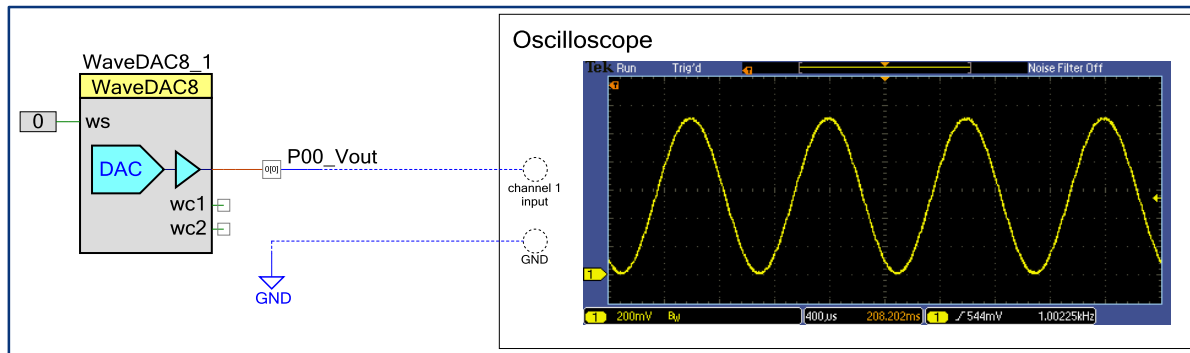 WaveDAC8_1
WaveDAC8
0
ws
DAC
wc1
wc2
0[0]
P00_Vout
GND
channel 1
input
GND
Oscilloscope
Tek Run Trig'd Noise Filter Off
T
T
1
1 200mV BW 400µs 208.202ms 1 544mV 1.00225kHz